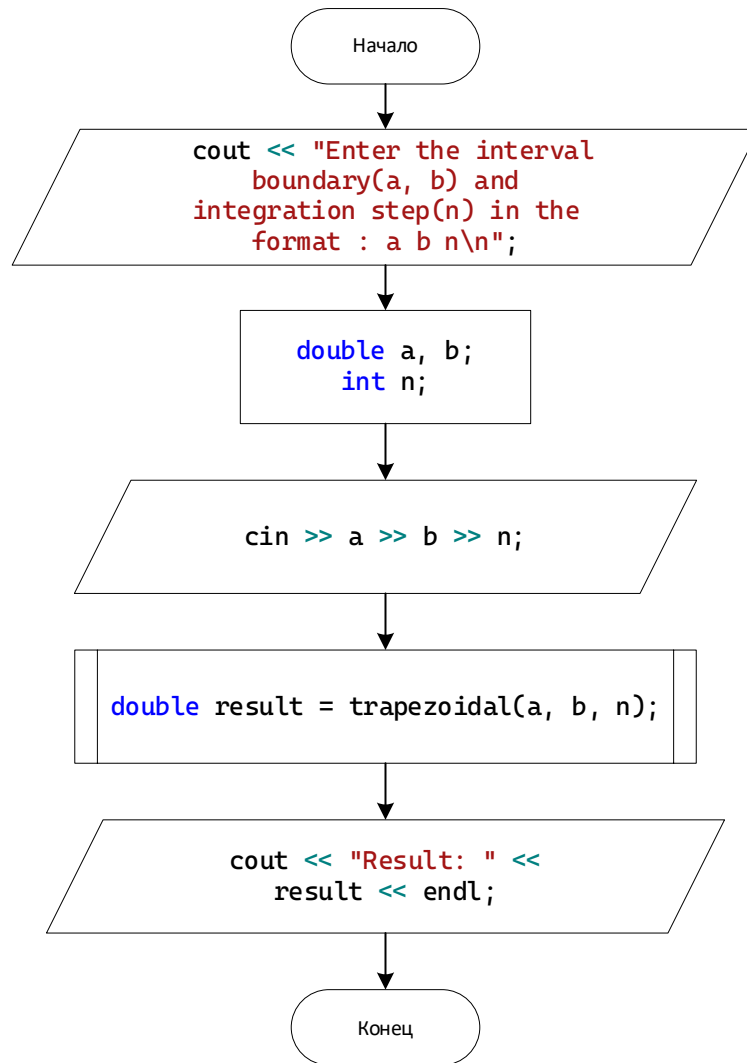 Начало
cout << "Enter the interval
boundary(a, b) and
integration step(n) in the
format : a b n\n";
double a, b;
int n;
cin >> a >> b >> n;
double result = trapezoidal(a, b, n);
cout << "Result: " <<
result << endl;
Конец